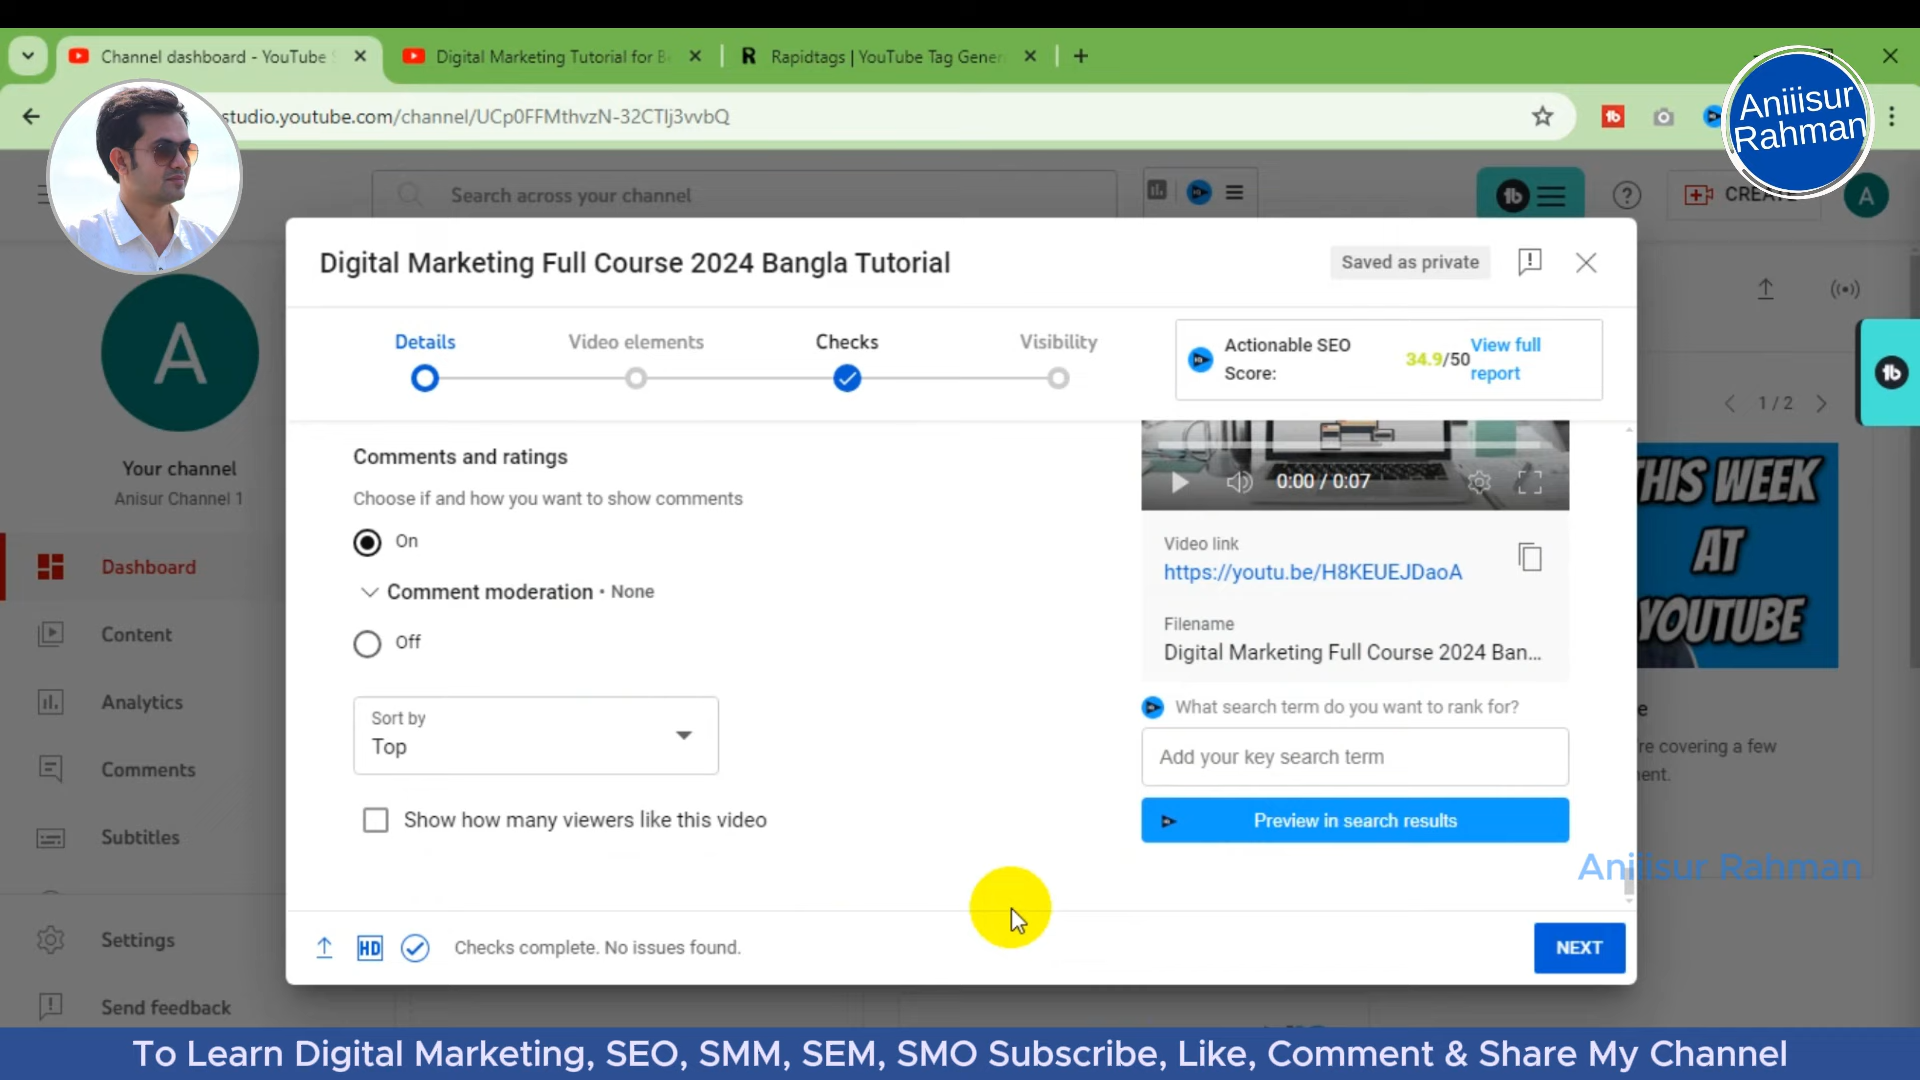 Channel dashboard - YouTube S
Digital Marketing Tutorial for B
R
Rapidtags | YouTube Tag Gener
studio.youtube.com/channel/UCp0FFMthvzN-32CTlj3vvbQ
Aniiisur
Rahman
Search across your channel
CREATE
A
Digital Marketing Full Course 2024 Bangla Tutorial
Saved as private
Details
Video elements
Checks
Visibility
Actionable SEO
Score:
34.9/50
View full
report
A
1 / 2
Your channel
Anisur Channel 1
Dashboard
Content
Analytics
Comments
Subtitles
Settings
Send feedback
Comments and ratings
Choose if and how you want to show comments
On
Comment moderation • None
Off
Sort by
Top
Show how many viewers like this video
0:00 / 0:07
Video link
https://youtu.be/H8KEUEJDaoA
Filename
Digital Marketing Full Course 2024 Ban...
What search term do you want to rank for?
Add your key search term
Preview in search results
THIS WEEK
AT
YOUTUBE
e
're covering a few
ent.
Aniiisur Rahman
HD
Checks complete. No issues found.
NEXT
To Learn Digital Marketing, SEO, SMM, SEM, SMO Subscribe, Like, Comment & Share My Channel